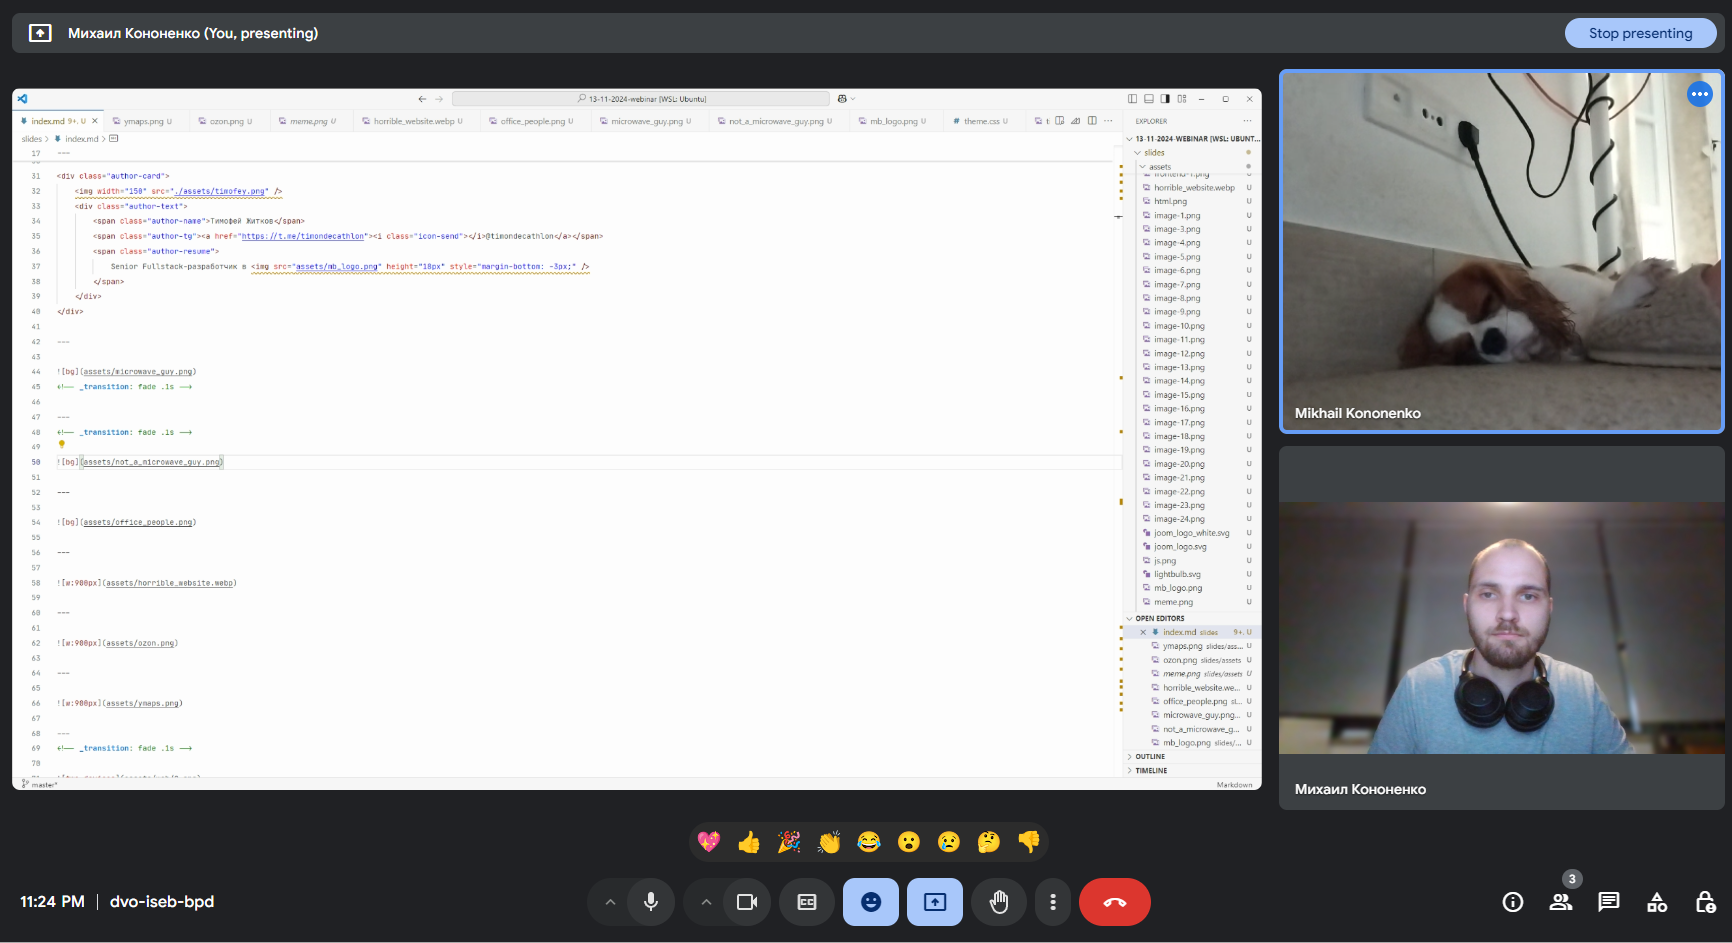 Михаил Кононенко (You, presenting)
Stop presenting
13-11-2024-webinar [WSL: Ubuntu]
index.md 9+, U
ymaps.png U
ozon.png U
meme.png U
horrible_website.webp U
office_people.png U
microwave_guy.png U
not_a_microwave_guy.png U
mb_logo.png U
# theme.css U
slides > index.md >
17 ---
31 <div class="author-card">
32 <img width="150" src="./assets/timofey.png" />
33 <div class="author-text">
34 <span class="author-name">Тимофей Житков</span>
35 <span class="author-tg"><a href="https://t.me/timondecathlon"><i class="icon-send"></i>@timondecathlon</a></span>
36 <span class="author-resume">
37 Senior Fullstack-разработчик в <img src="assets/mb_logo.png" height="18px" style="margin-bottom: -3px;" />
38 </span>
39 </div>
40 </div>
41
42 ---
43
44 ![bg](assets/microwave_guy.png)
45 <!-- _transition: fade .1s -->
46
47 ---
48 <!-- _transition: fade .1s -->
49
50 ![bg](assets/not_a_microwave_guy.png)
51
52 ---
53
54 ![bg](assets/office_people.png)
55
56 ---
57
58 ![w:900px](assets/horrible_website.webp)
59
60 ---
61
62 ![w:900px](assets/ozon.png)
63
64 ---
65
66 ![w:900px](assets/ymaps.png)
67
68 ---
69 <!-- _transition: fade .1s -->
70
master*
Markdown
EXPLORER
13-11-2024-WEBINAR [WSL: UBUNT...
slides
assets
frontend-1.png U
horrible_website.webp U
html.png U
image-1.png U
image-3.png U
image-4.png U
image-5.png U
image-6.png U
image-7.png U
image-8.png U
image-9.png U
image-10.png U
image-11.png U
image-12.png U
image-13.png U
image-14.png U
image-15.png U
image-16.png U
image-17.png U
image-18.png U
image-19.png U
image-20.png U
image-21.png U
image-22.png U
image-23.png U
image-24.png U
joom_logo_white.svg U
joom_logo.svg U
js.png U
lightbulb.svg U
mb_logo.png U
meme.png U
OPEN EDITORS
index.md slides 9+, U
ymaps.png slides/ass... U
ozon.png slides/assets U
meme.png slides/assets U
horrible_website.we... U
office_people.png sl... U
microwave_guy.png... U
not_a_microwave_g... U
mb_logo.png slides/... U
OUTLINE
TIMELINE
Mikhail Kononenko
Михаил Кононенко
11:24 PM | dvo-iseb-bpd
3